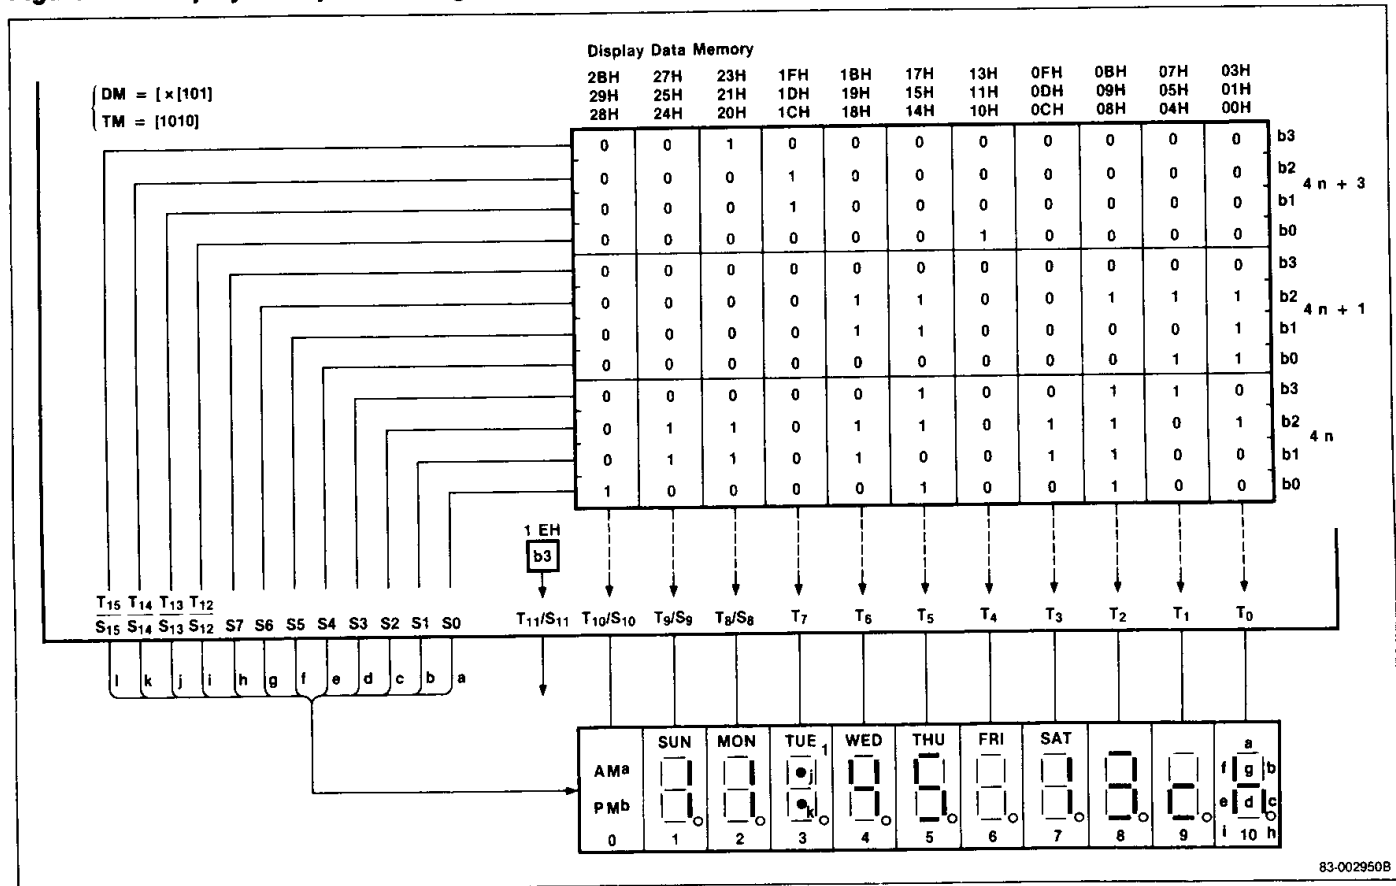 Display Data Memory
DM = [×[101]
TM = [1010]
2BH 27H 23H 1FH 1BH 17H 13H 0FH 0BH 07H 03H
29H 25H 21H 1DH 19H 15H 11H 0DH 09H 05H 01H
28H 24H 20H 1CH 18H 14H 10H 0CH 08H 04H 00H
0 0 1 0 0 0 0 0 0 0 0 b3
0 0 0 1 0 0 0 0 0 0 0 b2
4 n + 3
0 0 0 1 0 0 0 0 0 0 0 b1
0 0 0 0 0 0 1 0 0 0 0 b0
0 0 0 0 0 0 0 0 0 0 0 b3
0 0 0 0 1 1 0 0 1 1 1 b2
4 n + 1
0 0 0 0 1 1 0 0 0 0 1 b1
0 0 0 0 0 0 0 0 0 1 1 b0
0 0 0 0 0 1 0 0 1 1 0 b3
0 1 1 0 1 1 0 1 1 0 1 b2
4 n
0 1 1 0 1 0 0 1 1 0 0 b1
1 0 0 0 0 1 0 0 1 0 0 b0
1 EH
b3
T15 T14 T13 T12
S15 S14 S13 S12 S7 S6 S5 S4 S3 S2 S1 S0 T11/S11 T10/S10 T9/S9 T8/S8 T7 T6 T5 T4 T3 T2 T1 T0
l k j i h g f e d c b a
SUN MON TUE 1 WED THU FRI SAT
a
AMa
j
f g b
PMb
k
e d c
0 1 2 3 4 5 6 7 8 9 i 10 h
83-002950B